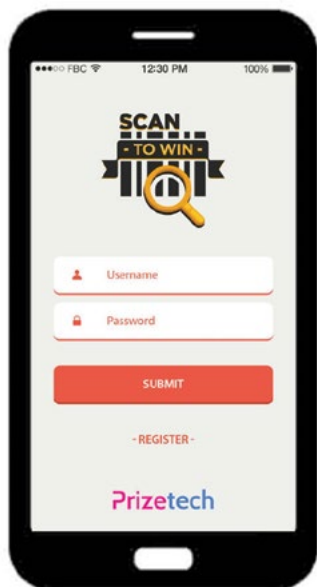 FBC 12:30 PM 100%
SCAN
- TO WIN -
Username
Password
SUBMIT
- REGISTER -
Prizetech